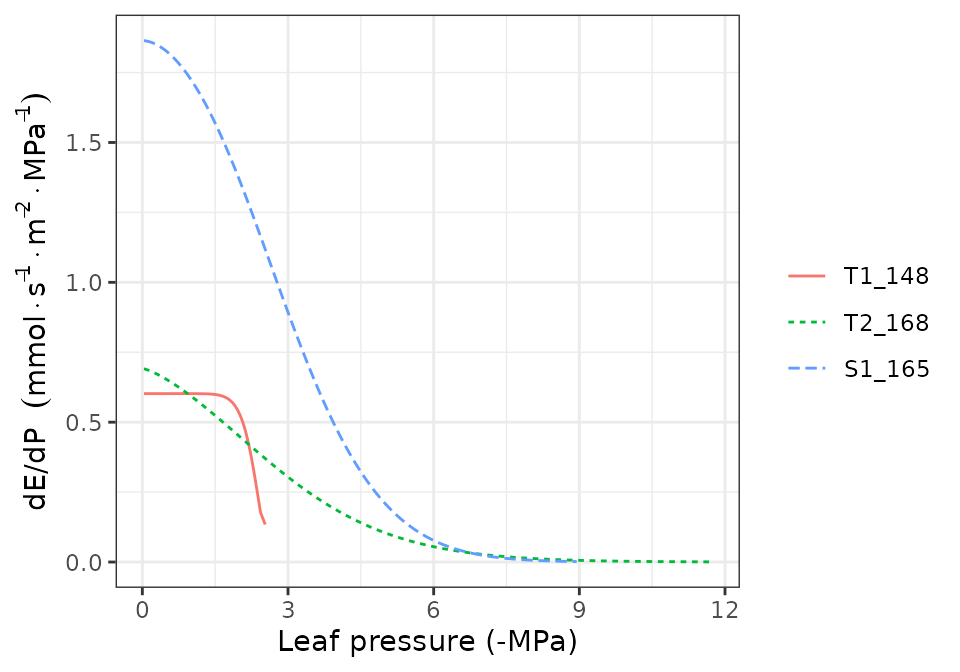 dE/dP (mmol·s⁻¹·m⁻²·MPa⁻¹)
1.5
1.0
0.5
0.0
0 3 6 9 12
Leaf pressure (-MPa)
T1_148
T2_168
S1_165